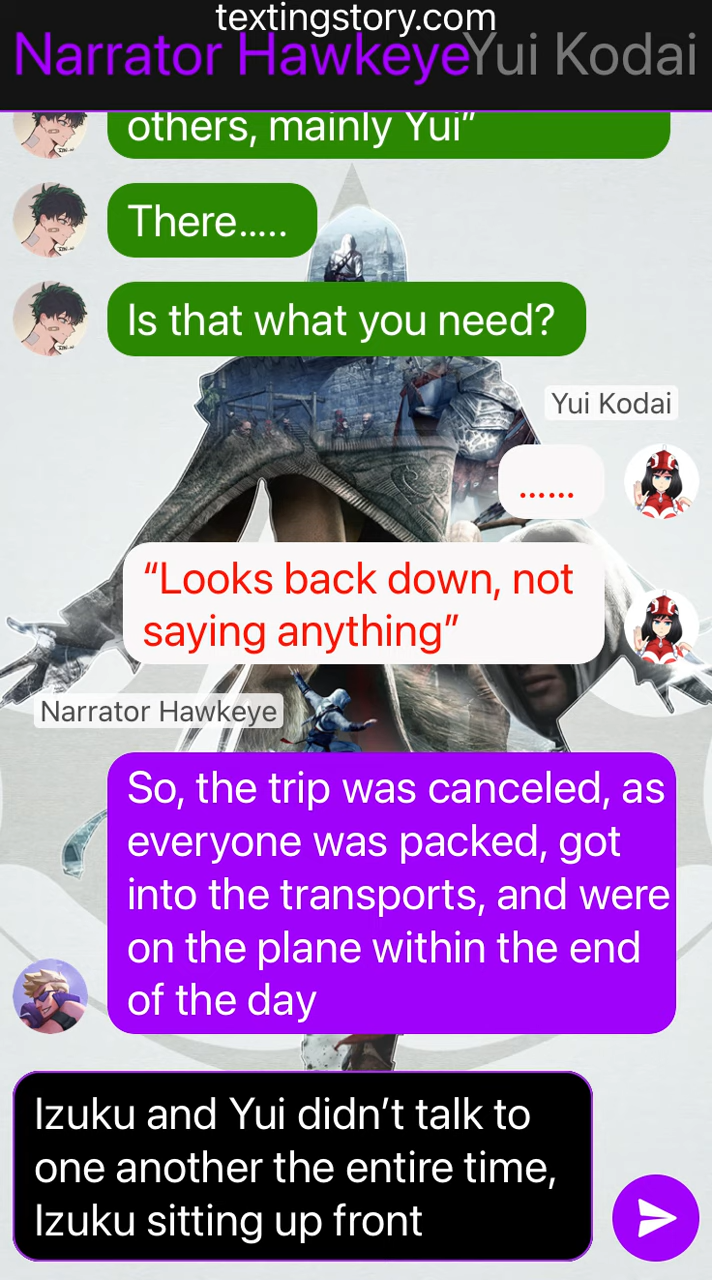 textingstory.com
Narrator Hawkeye Yui Kodai
others, mainly Yui”
There.....
Is that what you need?
Yui Kodai
......
“Looks back down, not
saying anything”
Narrator Hawkeye
So, the trip was canceled, as
everyone was packed, got
into the transports, and were
on the plane within the end
of the day
Izuku and Yui didn’t talk to
one another the entire time,
Izuku sitting up front